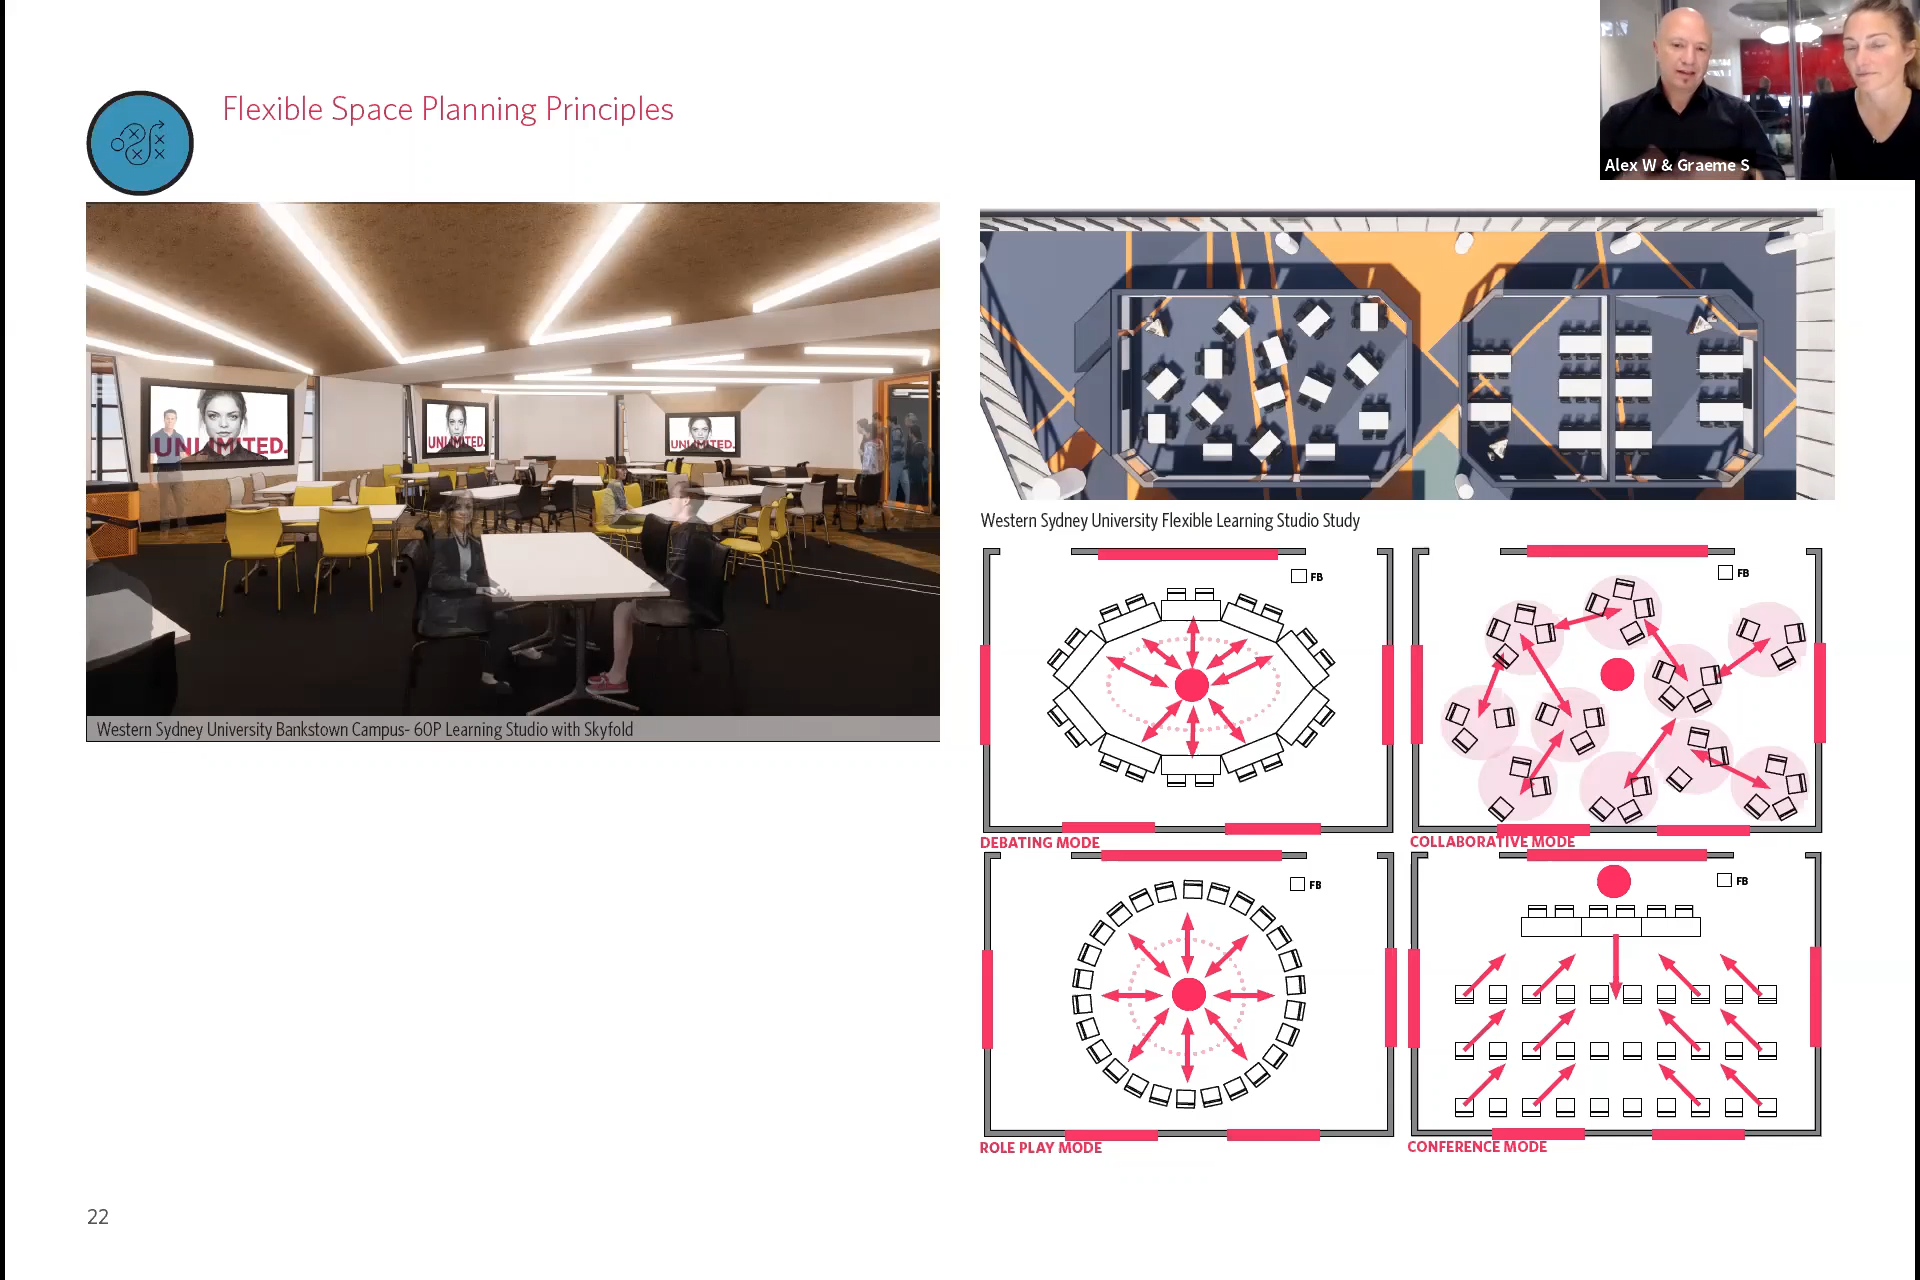 Flexible Space Planning Principles
Alex W & Graeme S
UNLIMITED.
UNLIMITED.
UNLIMITED.
Western Sydney University Bankstown Campus- 60P Learning Studio with Skyfold
Western Sydney University Flexible Learning Studio Study
FB
FB
DEBATING MODE
COLLABORATIVE MODE
FB
FB
ROLE PLAY MODE
CONFERENCE MODE
22